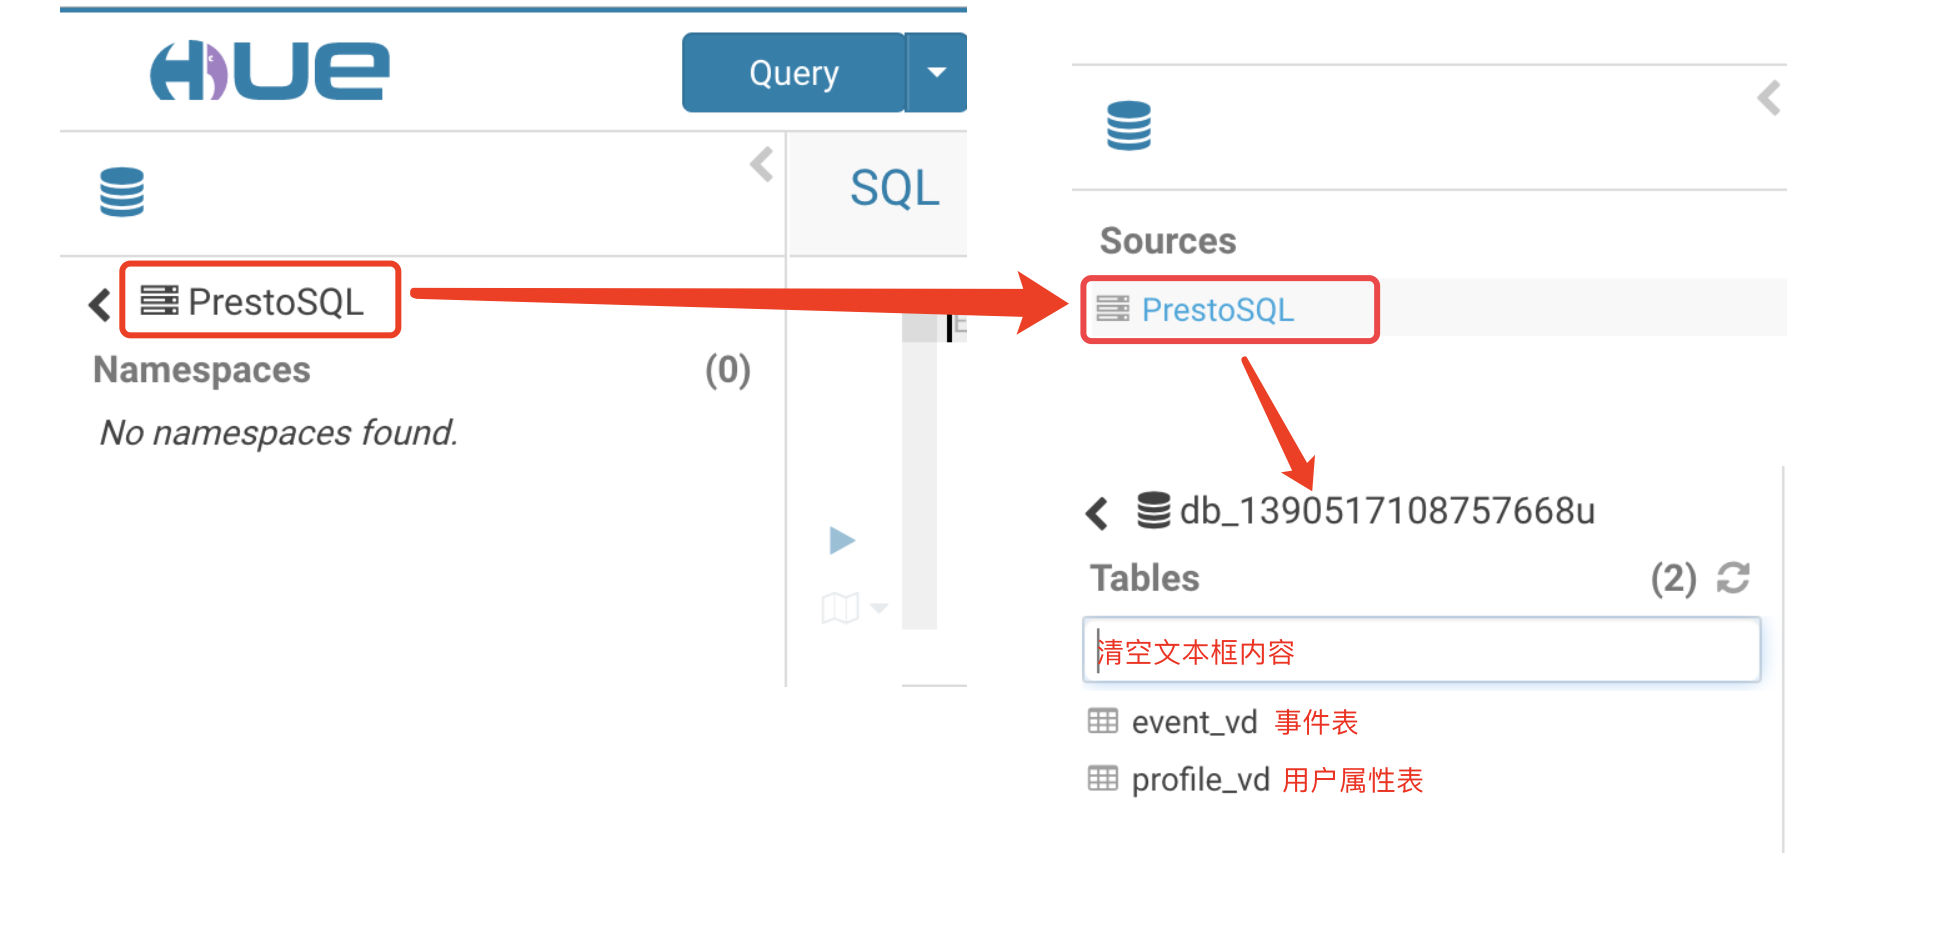 HUE
Query
SQL
PrestoSQL
Namespaces (0)
No namespaces found.
Sources
PrestoSQL
db_1390517108757668u
Tables (2)
清空文本框内容
event_vd 事件表
profile_vd 用户属性表